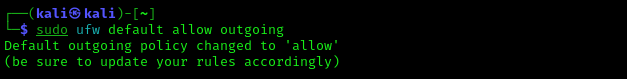 ┌──(kali㉿kali)-[~]
└─$ sudo ufw default allow outgoing
Default outgoing policy changed to 'allow'
(be sure to update your rules accordingly)